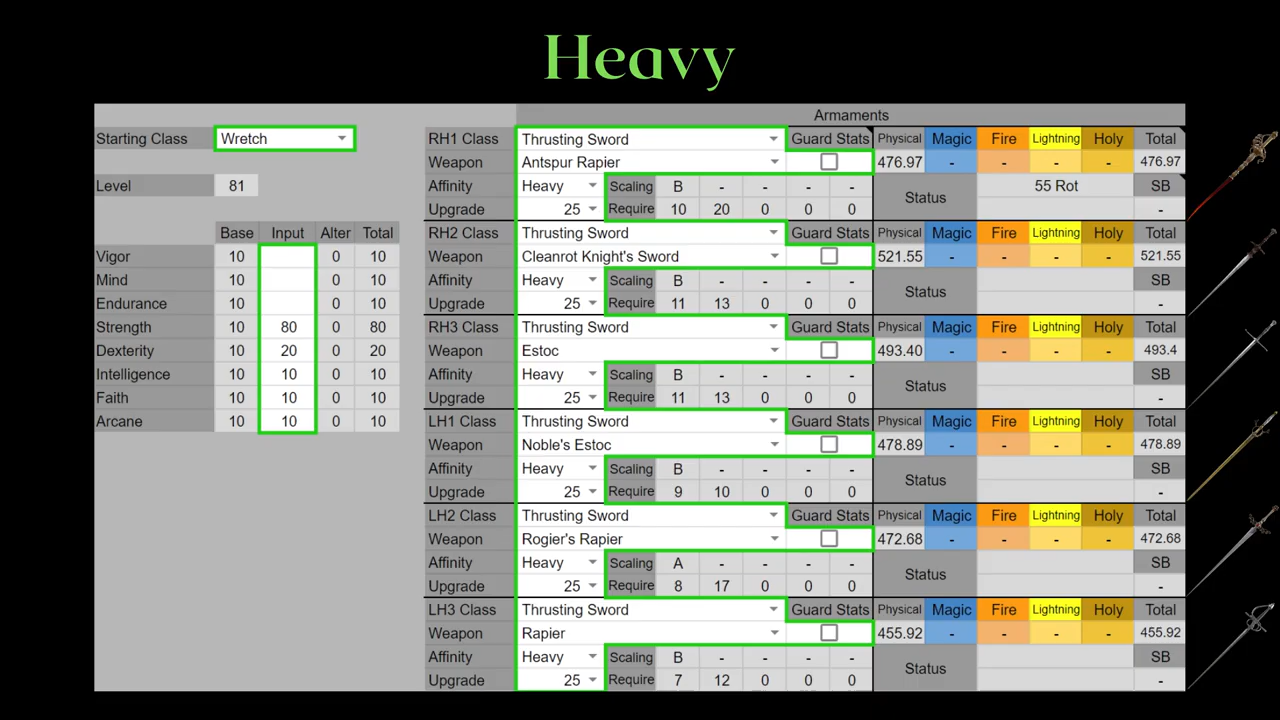 Heavy
Armaments
Starting Class Wretch RH1 Class Thrusting Sword Guard Stats Physical Magic Fire Lightning Holy Total
Weapon Antspur Rapier 476.97 - - - - 476.97
Level 81 Affinity Heavy Scaling B - - - - Status 55 Rot SB
Upgrade 25 Require 10 20 0 0 0 -
Base Input Alter Total RH2 Class Thrusting Sword Guard Stats Physical Magic Fire Lightning Holy Total
Vigor 10 0 10 Weapon Cleanrot Knight's Sword 521.55 - - - - 521.55
Mind 10 0 10 Affinity Heavy Scaling B - - - - Status SB
Endurance 10 0 10 Upgrade 25 Require 11 13 0 0 0 -
Strength 10 80 0 80 RH3 Class Thrusting Sword Guard Stats Physical Magic Fire Lightning Holy Total
Dexterity 10 20 0 20 Weapon Estoc 493.40 - - - - 493.4
Intelligence 10 10 0 10 Affinity Heavy Scaling B - - - - Status SB
Faith 10 10 0 10 Upgrade 25 Require 11 13 0 0 0 -
Arcane 10 10 0 10 LH1 Class Thrusting Sword Guard Stats Physical Magic Fire Lightning Holy Total
Weapon Noble's Estoc 478.89 - - - - 478.89
Affinity Heavy Scaling B - - - - Status SB
Upgrade 25 Require 9 10 0 0 0 -
LH2 Class Thrusting Sword Guard Stats Physical Magic Fire Lightning Holy Total
Weapon Rogier's Rapier 472.68 - - - - 472.68
Affinity Heavy Scaling A - - - - Status SB
Upgrade 25 Require 8 17 0 0 0 -
LH3 Class Thrusting Sword Guard Stats Physical Magic Fire Lightning Holy Total
Weapon Rapier 455.92 - - - - 455.92
Affinity Heavy Scaling B - - - - Status SB
Upgrade 25 Require 7 12 0 0 0 -